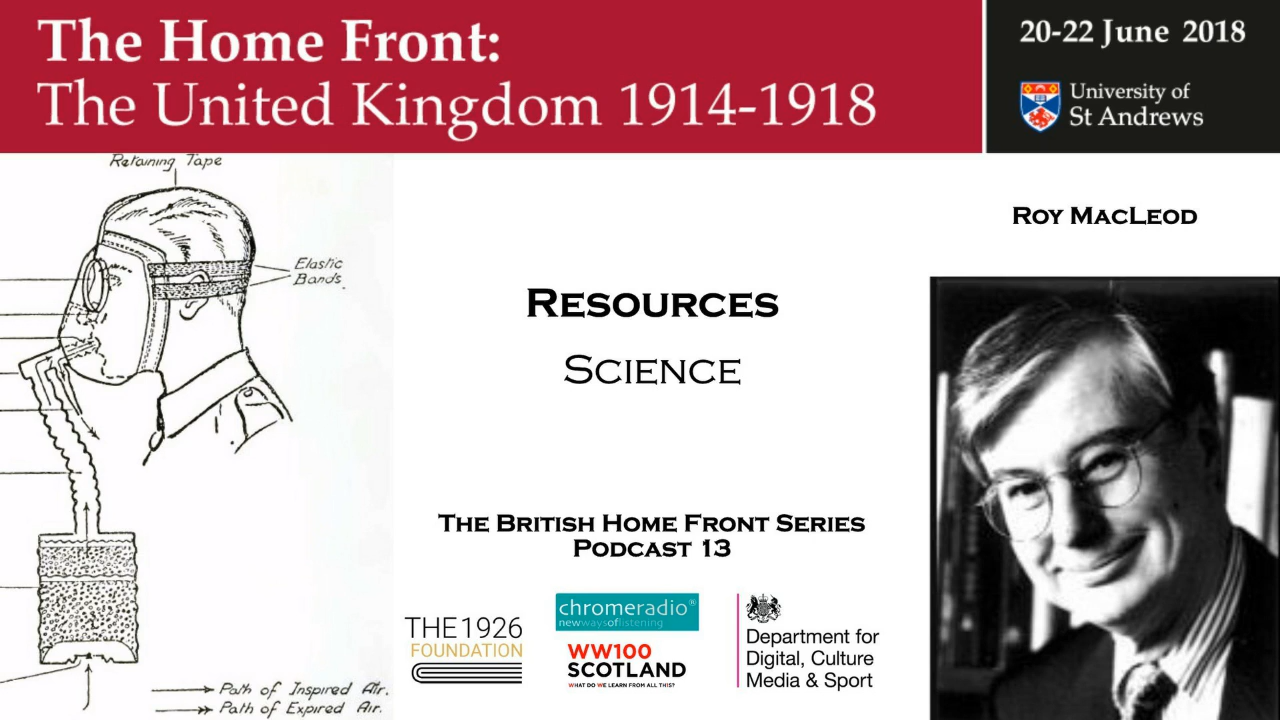 The Home Front:
The United Kingdom 1914-1918
20-22 June 2018
University of
St Andrews
Retaining Tape
Elastic
Bands.
Path of Inspired Air.
Path of Expired Air.
Resources
Science
The British Home Front Series
Podcast 13
THE 1926
FOUNDATION
chromeradio®
newwaysoflistening
WW100
SCOTLAND
WHAT DO WE LEARN FROM ALL THIS?
Department for
Digital, Culture
Media & Sport
Roy MacLeod